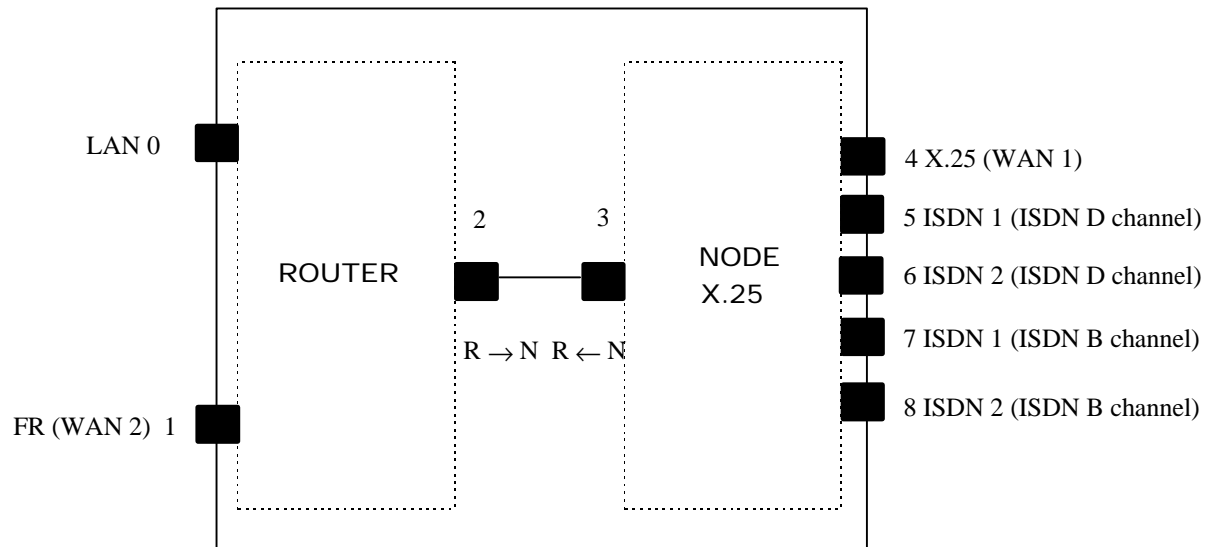 LAN 0
FR (WAN 2) 1
ROUTER
2 3
R → N R ← N
NODE
X.25
4 X.25 (WAN 1)
5 ISDN 1 (ISDN D channel)
6 ISDN 2 (ISDN D channel)
7 ISDN 1 (ISDN B channel)
8 ISDN 2 (ISDN B channel)